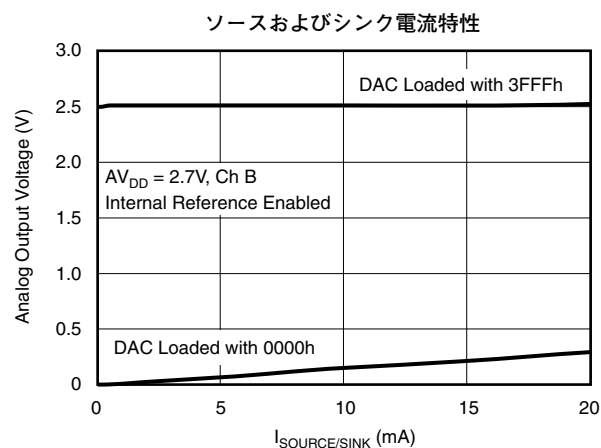 ソースおよびシンク電流特性
3.0
2.5
2.0
1.5
1.0
0.5
0
Analog Output Voltage (V)
DAC Loaded with 3FFFh
AVDD = 2.7V, Ch B
Internal Reference Enabled
DAC Loaded with 0000h
0 5 10 15 20
ISOURCE/SINK (mA)